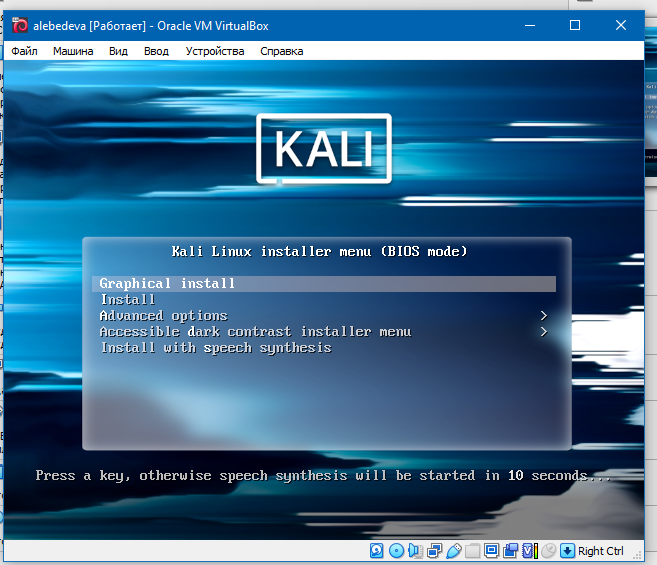 alebedeva [Работает] - Oracle VM VirtualBox
Файл Машина Вид Ввод Устройства Справка
KALI
Kali Linux installer menu (BIOS mode)
Graphical install
Install
Advanced options >
Accessible dark contrast installer menu >
Install with speech synthesis
Press a key, otherwise speech synthesis will be started in 10 seconds...
Right Ctrl